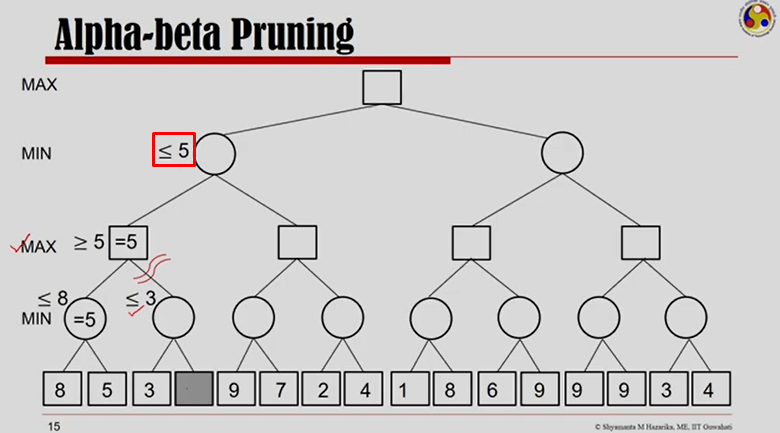 Alpha-beta Pruning
MAX
MIN
≤ 5
MAX
≥ 5
=5
≤ 8
≤ 3
MIN
=5
8 5 3 9 7 2 4 1 8 6 9 9 9 3 4
15
© Shyamanta M Hazarika, ME, IIT Guwahati